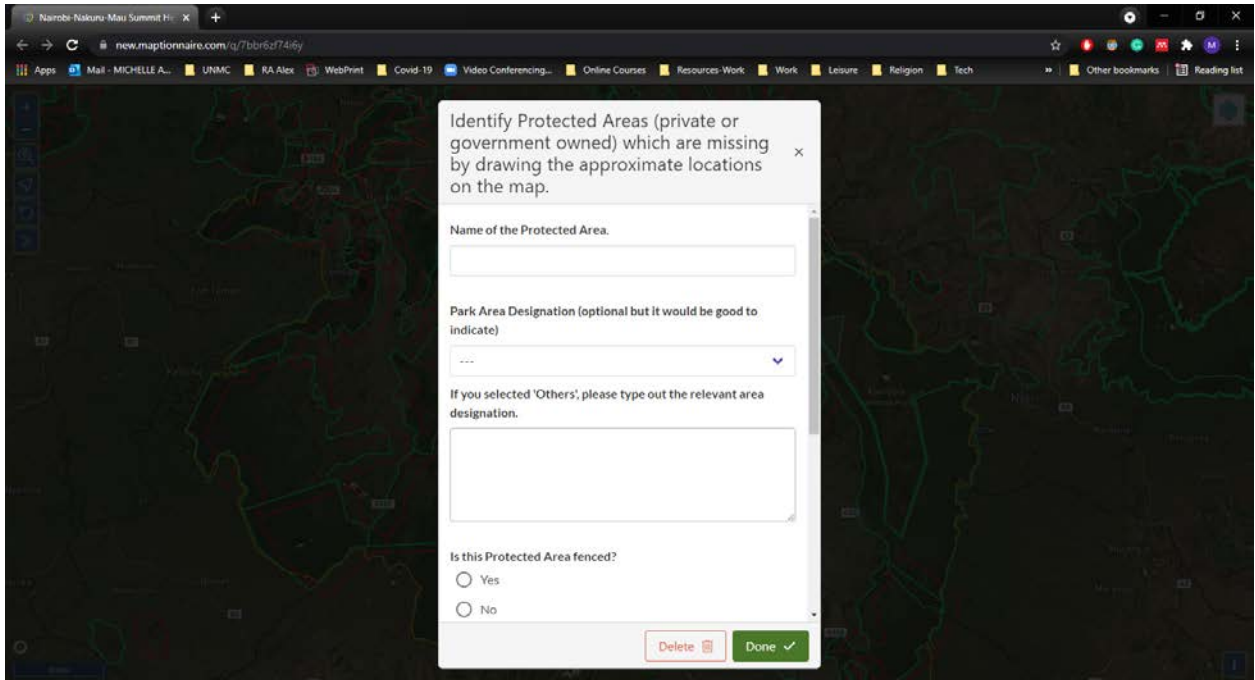 Nairobi-Nakuru-Mau Summit H
new.maptionnaire.com/q/7bbr6zf74i6y
Apps Mail - MICHELLE A... UNMC RA Alex WebPrint Covid-19 Video Conferencing... Online Courses Resources-Work Work Leisure Religion Tech » Other bookmarks Reading list
Identify Protected Areas (private or
government owned) which are missing
by drawing the approximate locations
on the map.
Name of the Protected Area.
Park Area Designation (optional but it would be good to
indicate)
---
If you selected 'Others', please type out the relevant area
designation.
Is this Protected Area fenced?
Yes
No
Delete
Done